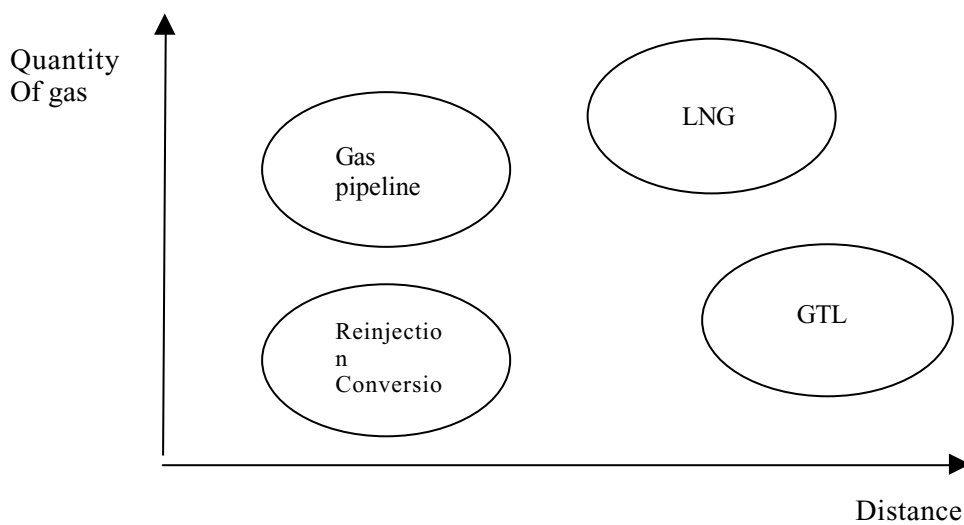 Quantity
Of gas
LNG
Gas
pipeline
GTL
Reinjectio
n
Conversio
Distance